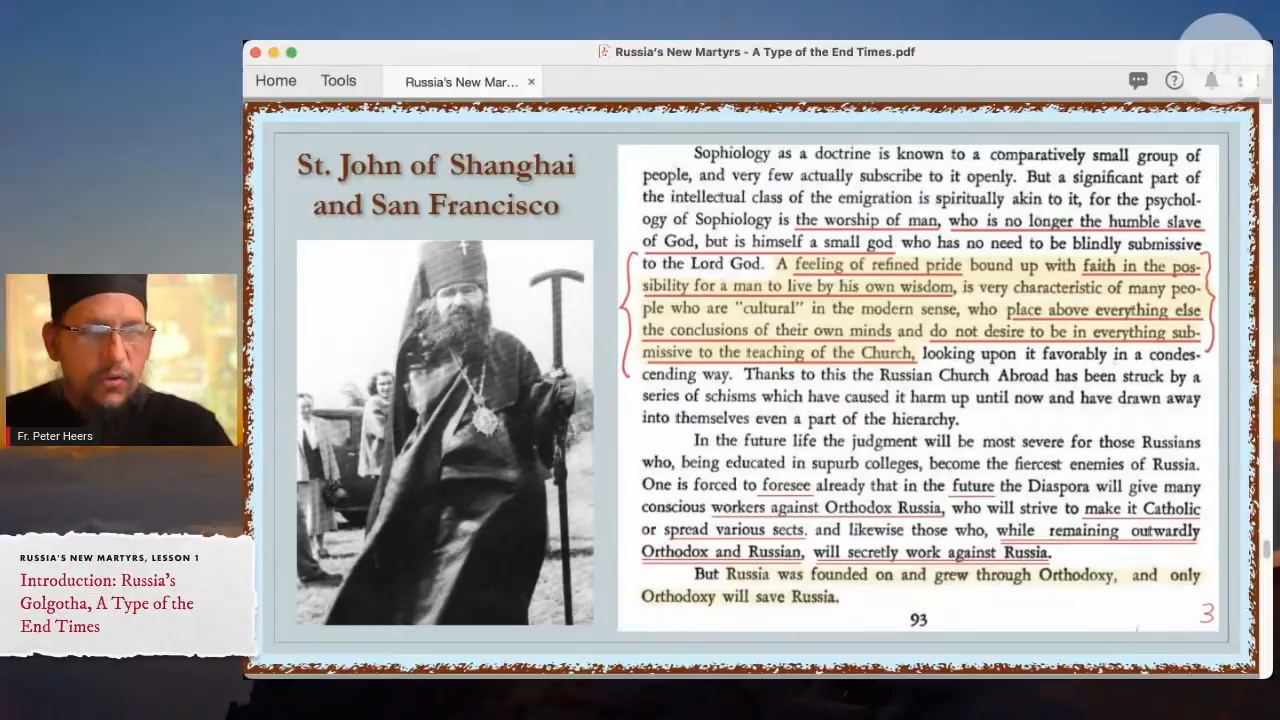 Russia's New Martyrs - A Type of the End Times.pdf
Home
Tools
Russia's New Mar...
St. John of Shanghai
and San Francisco
Sophiology as a doctrine is known to a comparatively small group of
people, and very few actually subscribe to it openly. But a significant part of
the intellectual class of the emigration is spiritually akin to it, for the psychol-
ogy of Sophiology is the worship of man, who is no longer the humble slave
of God, but is himself a small god who has no need to be blindly submissive
to the Lord God. A feeling of refined pride bound up with faith in the pos-
sibility for a man to live by his own wisdom, is very characteristic of many peo-
ple who are "cultural" in the modern sense, who place above everything else
the conclusions of their own minds and do not desire to be in everything sub-
missive to the teaching of the Church, looking upon it favorably in a condes-
cending way. Thanks to this the Russian Church Abroad has been struck by a
series of schisms which have caused it harm up until now and have drawn away
into themselves even a part of the hierarchy.
In the future life the judgment will be most severe for those Russians
who, being educated in supurb colleges, become the fiercest enemies of Russia.
One is forced to foresee already that in the future the Diaspora will give many
conscious workers against Orthodox Russia, who will strive to make it Catholic
or spread various sects, and likewise those who, while remaining outwardly
Orthodox and Russian, will secretly work against Russia.
But Russia was founded on and grew through Orthodoxy, and only
Orthodoxy will save Russia.
93
3
Fr. Peter Heers
RUSSIA'S NEW MARTYRS, LESSON 1
Introduction: Russia's
Golgotha, A Type of the
End Times